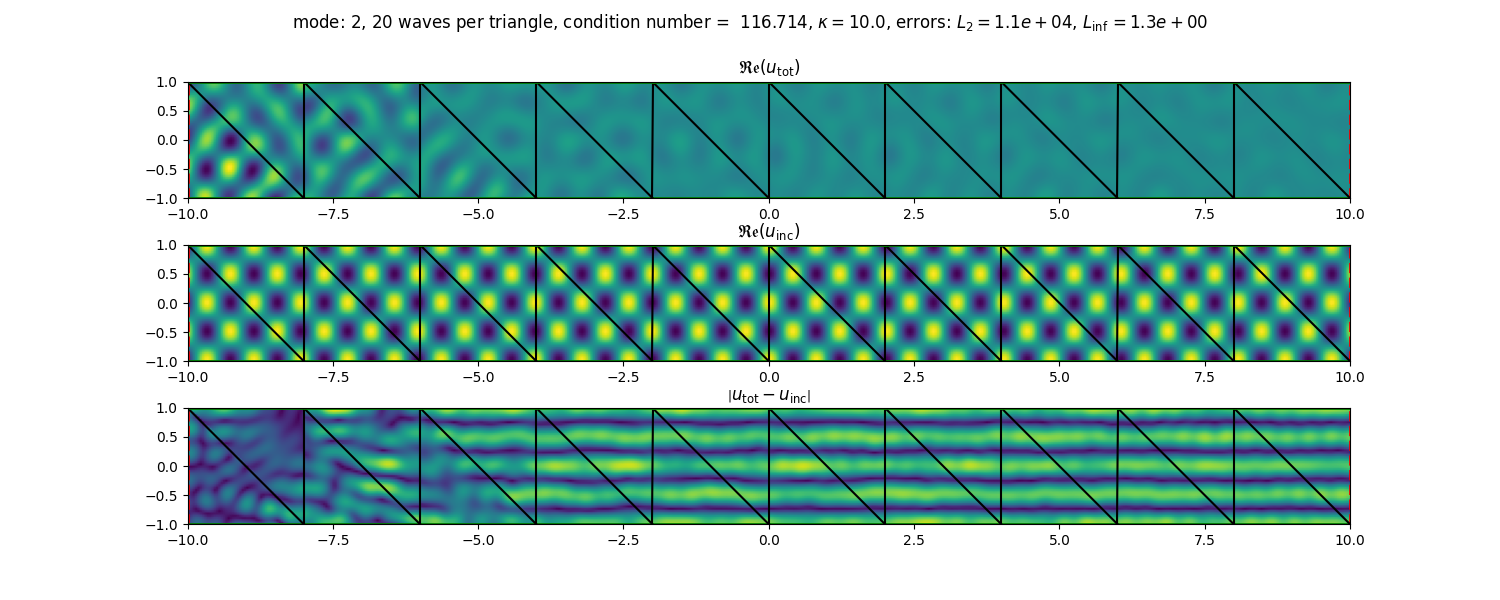 mode: 2, 20 waves per triangle, condition number = 116.714, κ = 10.0, errors: L₂ = 1.1e + 04, L_inf = 1.3e + 00
ℜe(u_tot)
1.0
0.5
0.0
−0.5
−1.0
−10.0 −7.5 −5.0 −2.5 0.0 2.5 5.0 7.5 10.0
ℜe(u_inc)
1.0
0.5
0.0
−0.5
−1.0
−10.0 −7.5 −5.0 −2.5 0.0 2.5 5.0 7.5 10.0
|u_tot − u_inc|
1.0
0.5
0.0
−0.5
−1.0
−10.0 −7.5 −5.0 −2.5 0.0 2.5 5.0 7.5 10.0